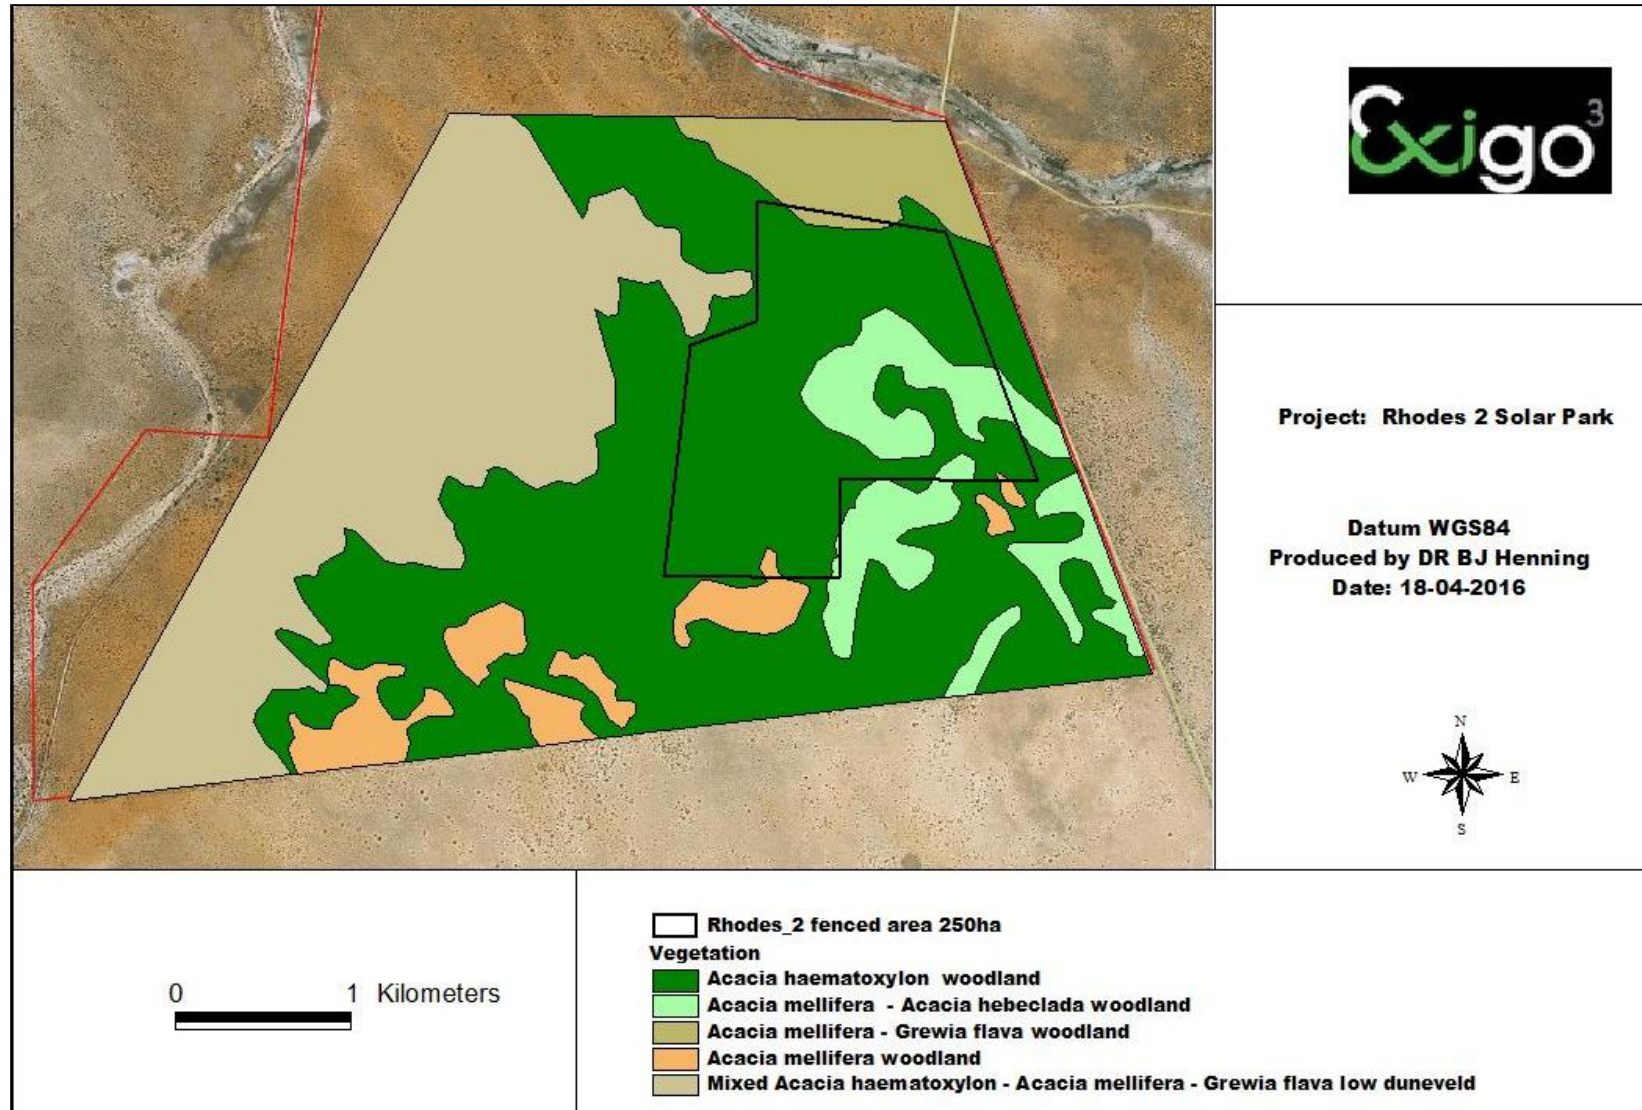 Exigo3
Project: Rhodes 2 Solar Park
Datum WGS84
Produced by DR BJ Henning
Date: 18-04-2016
N
W E
S
0 1 Kilometers
Rhodes_2 fenced area 250ha
Vegetation
Acacia haematoxylon woodland
Acacia mellifera - Acacia hebeclada woodland
Acacia mellifera - Grewia flava woodland
Acacia mellifera woodland
Mixed Acacia haematoxylon - Acacia mellifera - Grewia flava low duneveld